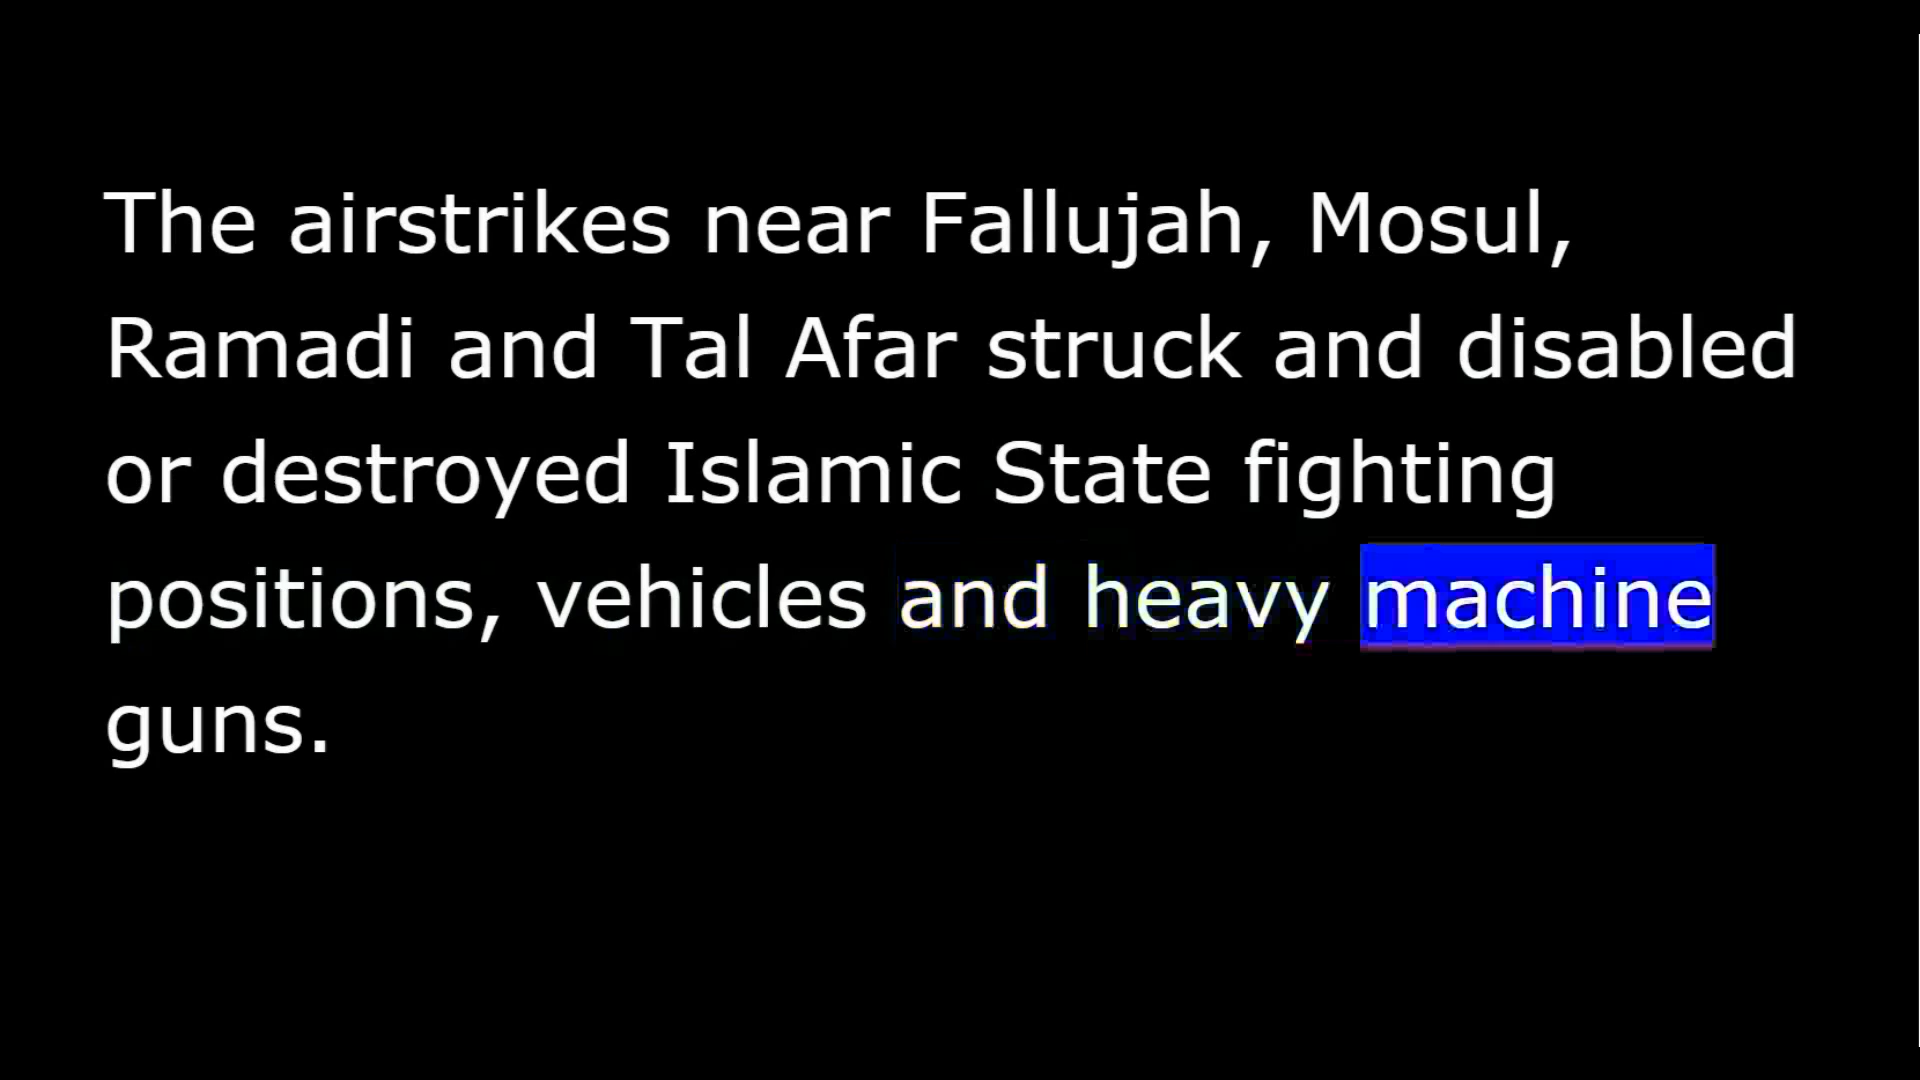 The airstrikes near Fallujah, Mosul,
Ramadi and Tal Afar struck and disabled
or destroyed Islamic State fighting
positions, vehicles and heavy machine
guns.